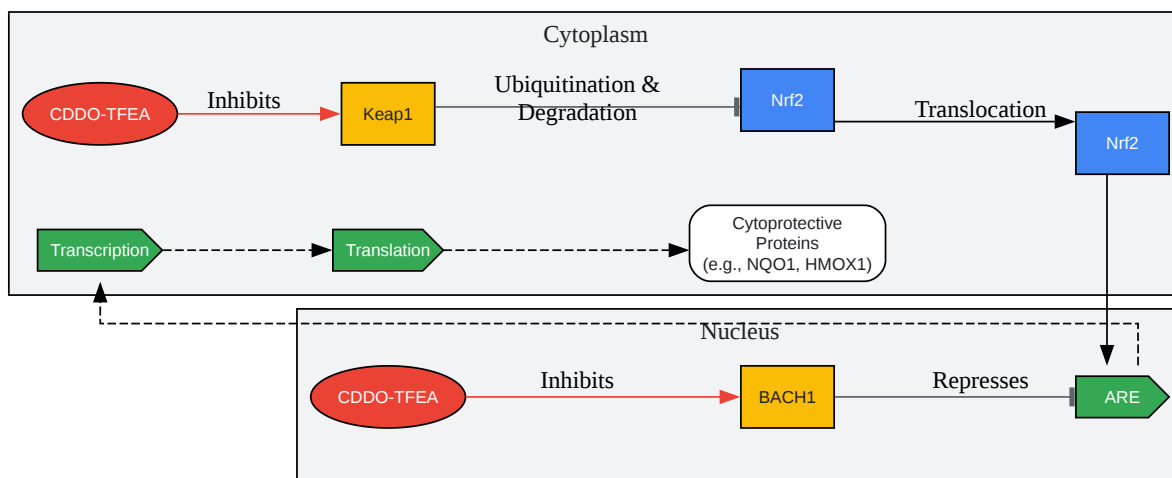 Cytoplasm
CDDO-TFEA
Inhibits
Keap1
Ubiquitination &
Degradation
Nrf2
Translocation
Nrf2
Transcription
Translation
Cytoprotective
Proteins
(e.g., NQO1, HMOX1)
Nucleus
CDDO-TFEA
Inhibits
BACH1
Represses
ARE